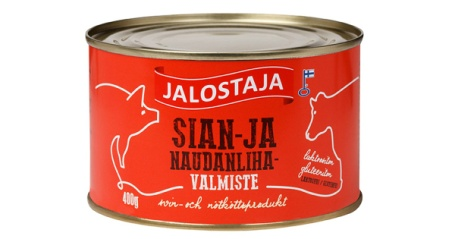 JALOSTAJA
SIAN-JA
NAUDANLIHA-
VALMISTE
400g
svin- och nötköttsprodukt
laktoositon
gluteeniton